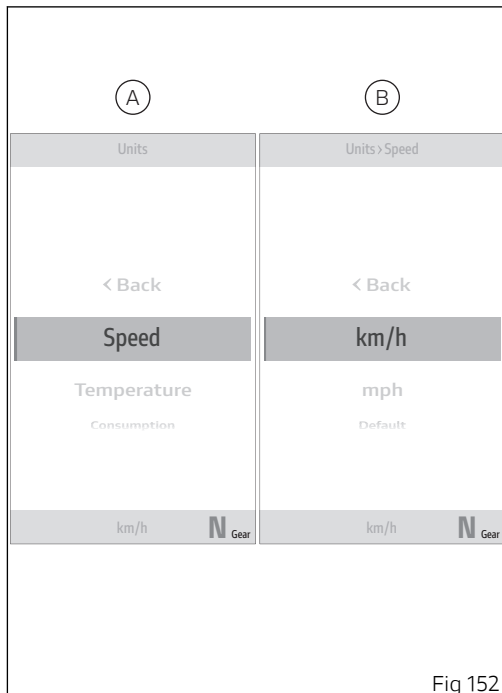 A
B
Units
Units › Speed
< Back
Speed
Temperature
Consumption
km/h N Gear
< Back
km/h
mph
Default
km/h N Gear
Fig 152